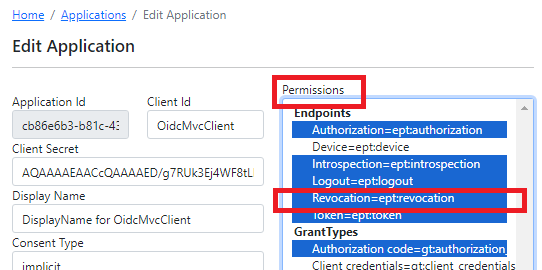 Home / Applications / Edit Application
Edit Application
Permissions
Application Id
Client Id
cb86e6b3-b81c-43
OidcMvcClient
Client Secret
AQAAAAEAACcQAAAAED/g7RUk3Ej4WF8tL
Display Name
DisplayName for OidcMvcClient
Consent Type
implicit
Endpoints
Authorization=ept:authorization
Device=ept:device
Introspection=ept:introspection
Logout=ept:logout
Revocation=ept:revocation
Token=ept:token
GrantTypes
Authorization code=gt:authorization_
Client credentials=gt:client_credentials